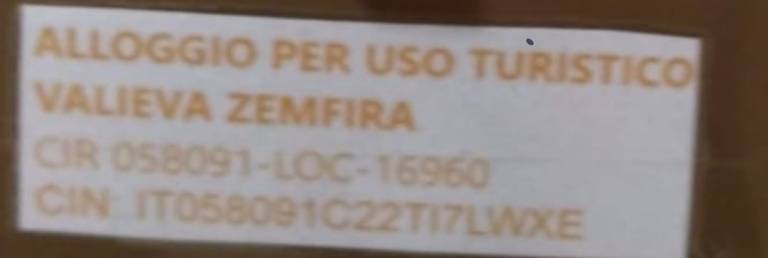 ALLOGGIO PER USO TURISTICO
VALIEVA ZEMFIRA
CIR 058091-LOC-16960
CIN: IT058091C22TI7LWXE